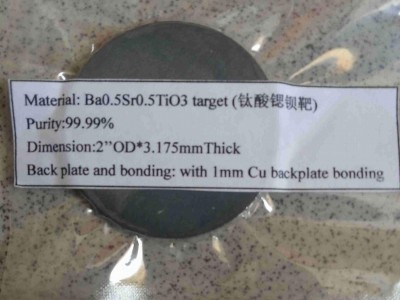 Material: Ba0.5Sr0.5TiO3 target (钛酸锶钡靶)
Purity:99.99%
Dimension:2’’OD*3.175mmThick
Back plate and bonding: with 1mm Cu backplate bonding